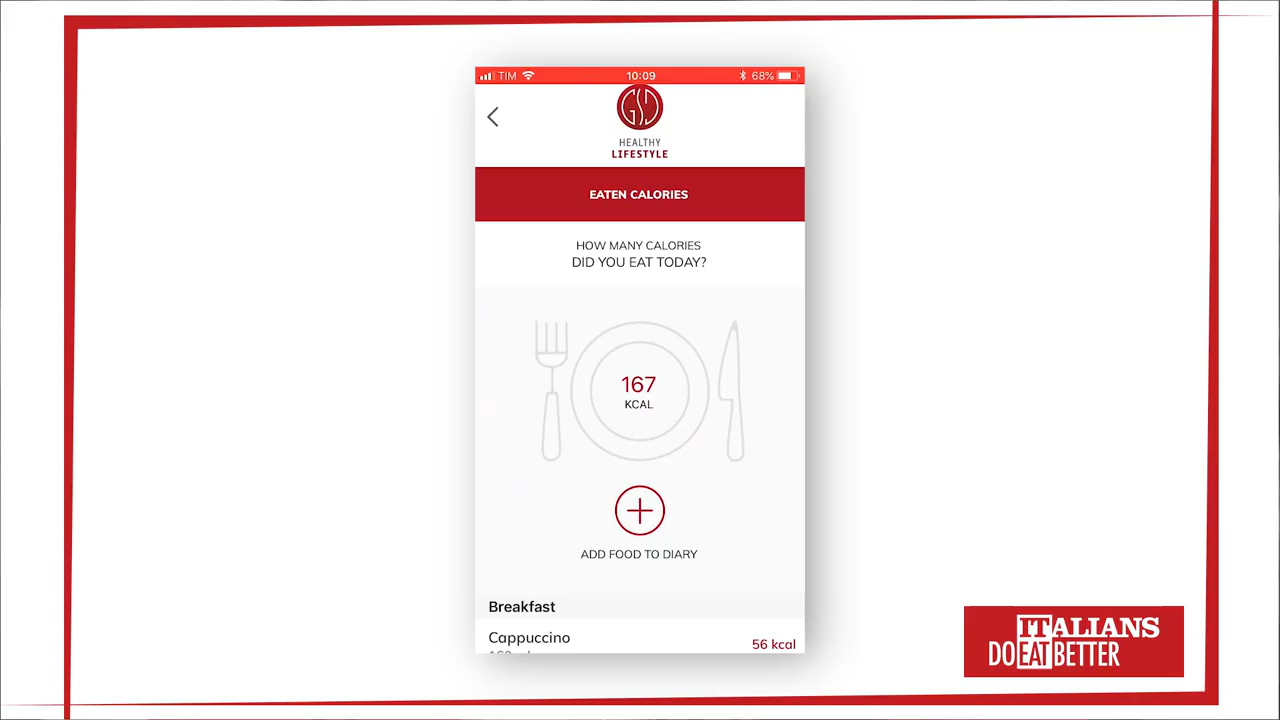 TIM
10:09
68%
GSD
HEALTHY
LIFESTYLE
EATEN CALORIES
HOW MANY CALORIES
DID YOU EAT TODAY?
167
KCAL
ADD FOOD TO DIARY
Breakfast
Cappuccino
56 kcal
ITALIANS
DO EAT BETTER